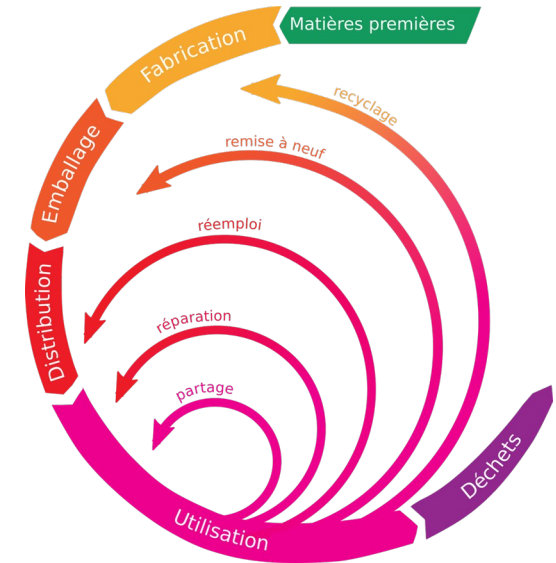 Matières premières
Fabrication
Emballage
Distribution
Utilisation
Déchets
recyclage
remise à neuf
réemploi
réparation
partage